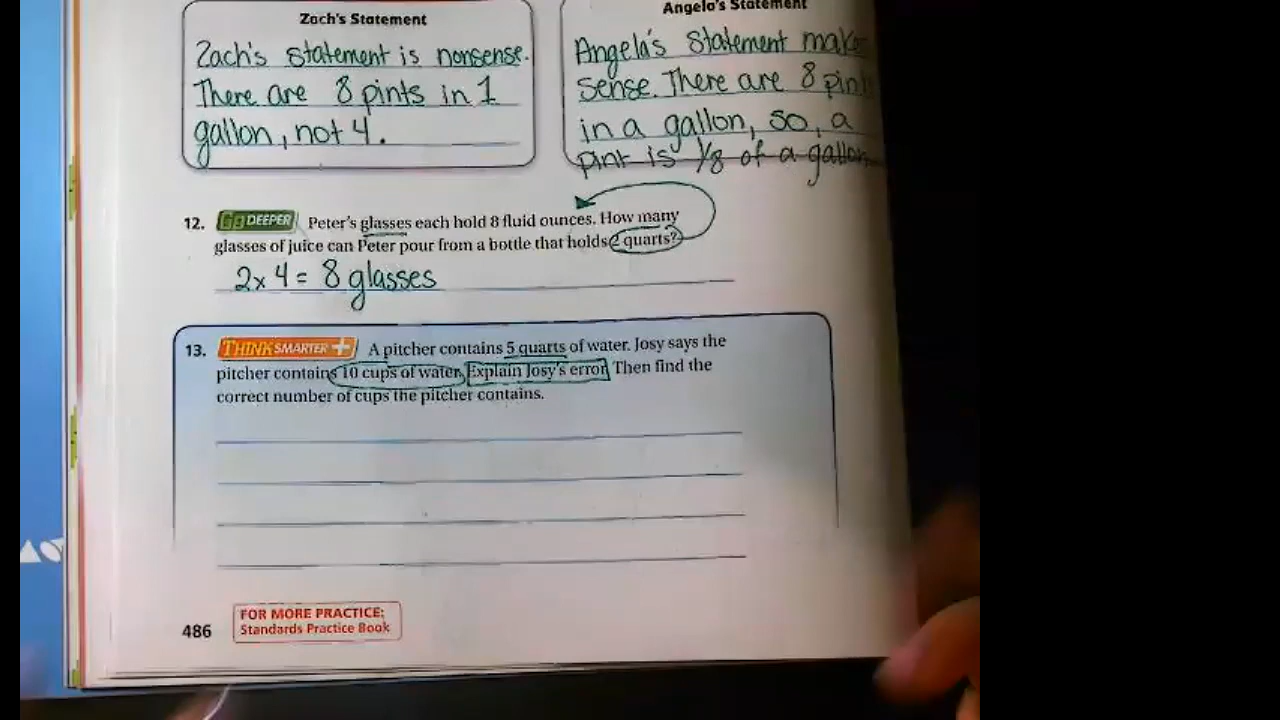 Zach's Statement
Zach's statement is nonsense.
There are 8 pints in 1
gallon, not 4.
Angela's Statement
Angela's statement
sense. There are 8
in a gallon, so, a
pint is 1/8 of a gallon
12. Go DEEPER Peter's glasses each hold 8 fluid ounces. How many
glasses of juice can Peter pour from a bottle that holds 2 quarts?
2 x 4 = 8 glasses
13. THINK SMARTER + A pitcher contains 5 quarts of water. Josy says the
pitcher contains 10 cups of water. Explain Josy's error. Then find the
correct number of cups the pitcher contains.
486
FOR MORE PRACTICE:
Standards Practice Book